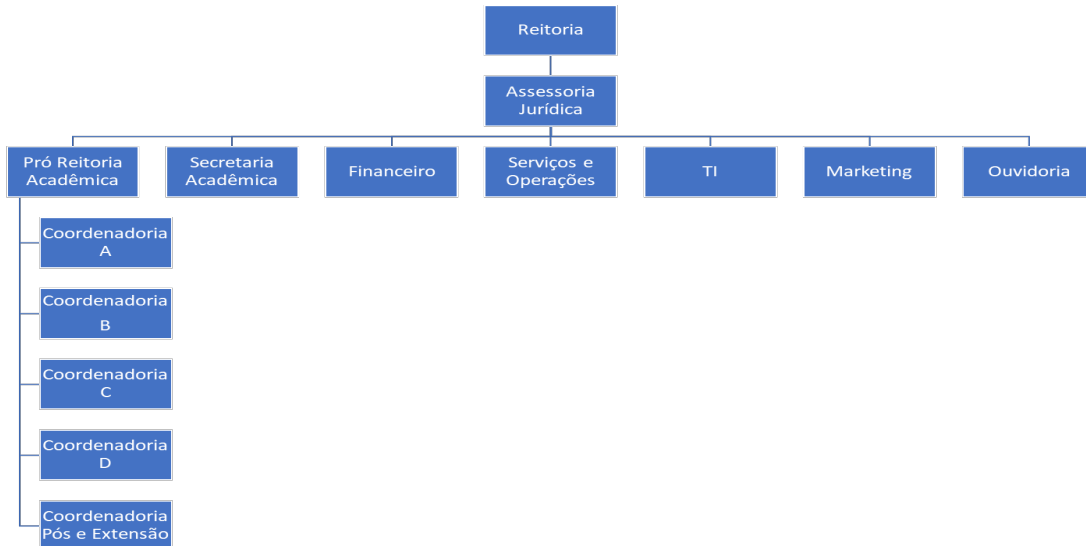 Reitoria
Assessoria
Jurídica
Pró Reitoria
Acadêmica
Secretaria
Acadêmica
Financeiro
Serviços e
Operações
TI
Marketing
Ouvidoria
Coordenadoria
A
Coordenadoria
B
Coordenadoria
C
Coordenadoria
D
Coordenadoria
Pós e Extensão